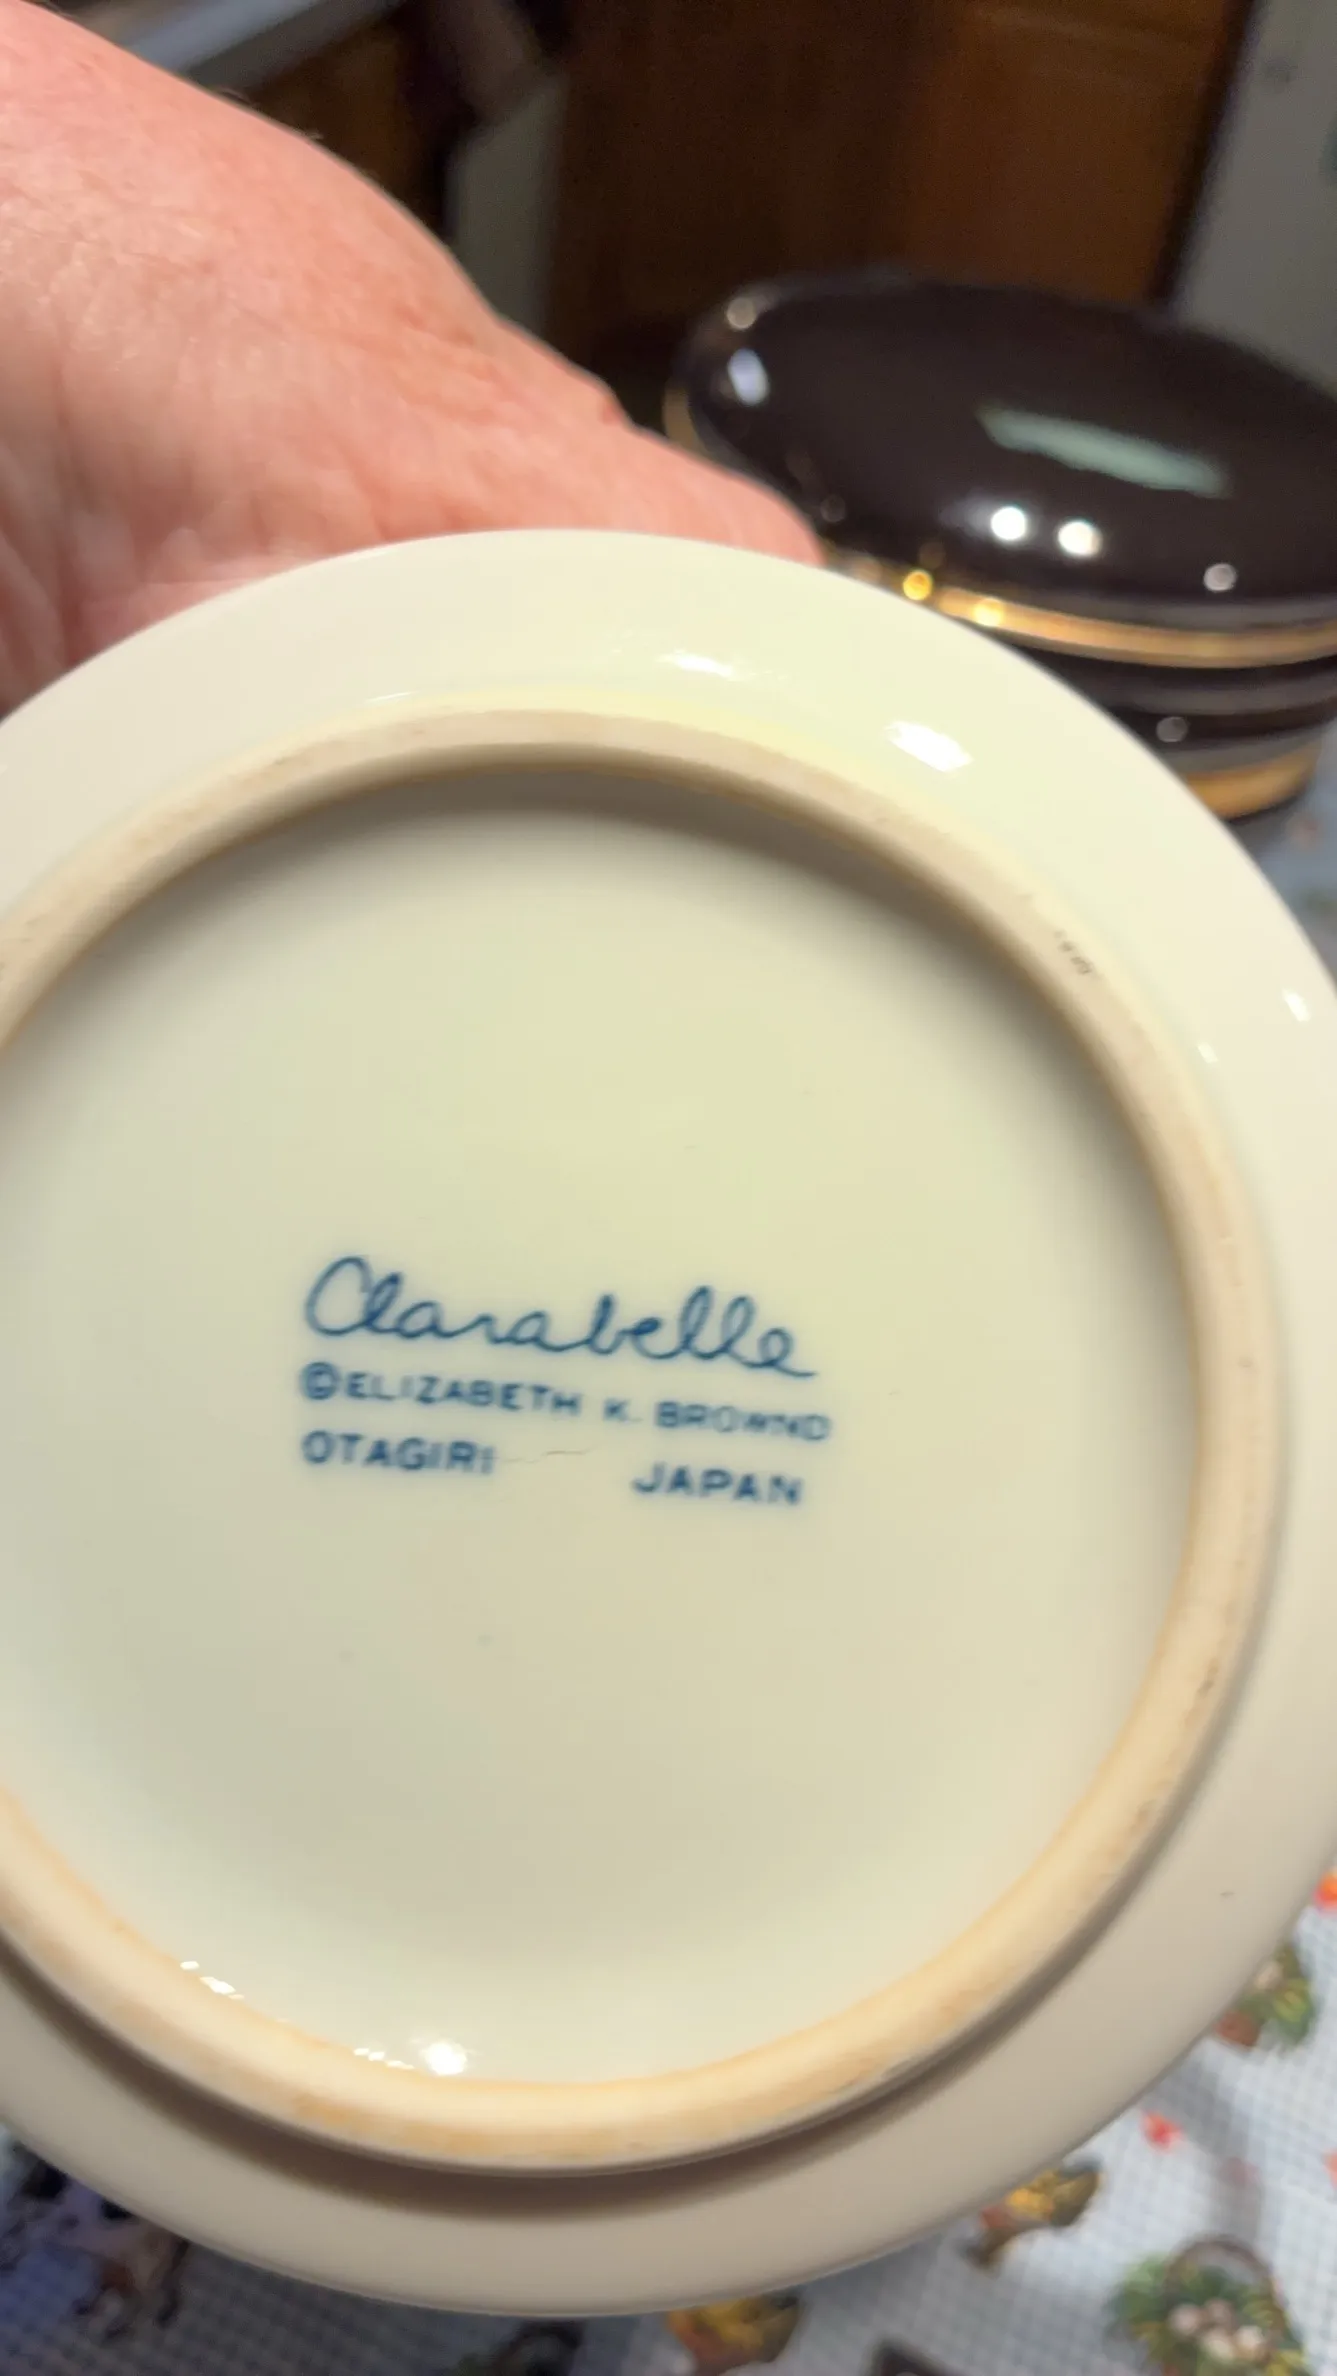 Clarabelle
©ELIZABETH K. BROWND
OTAGIRI JAPAN